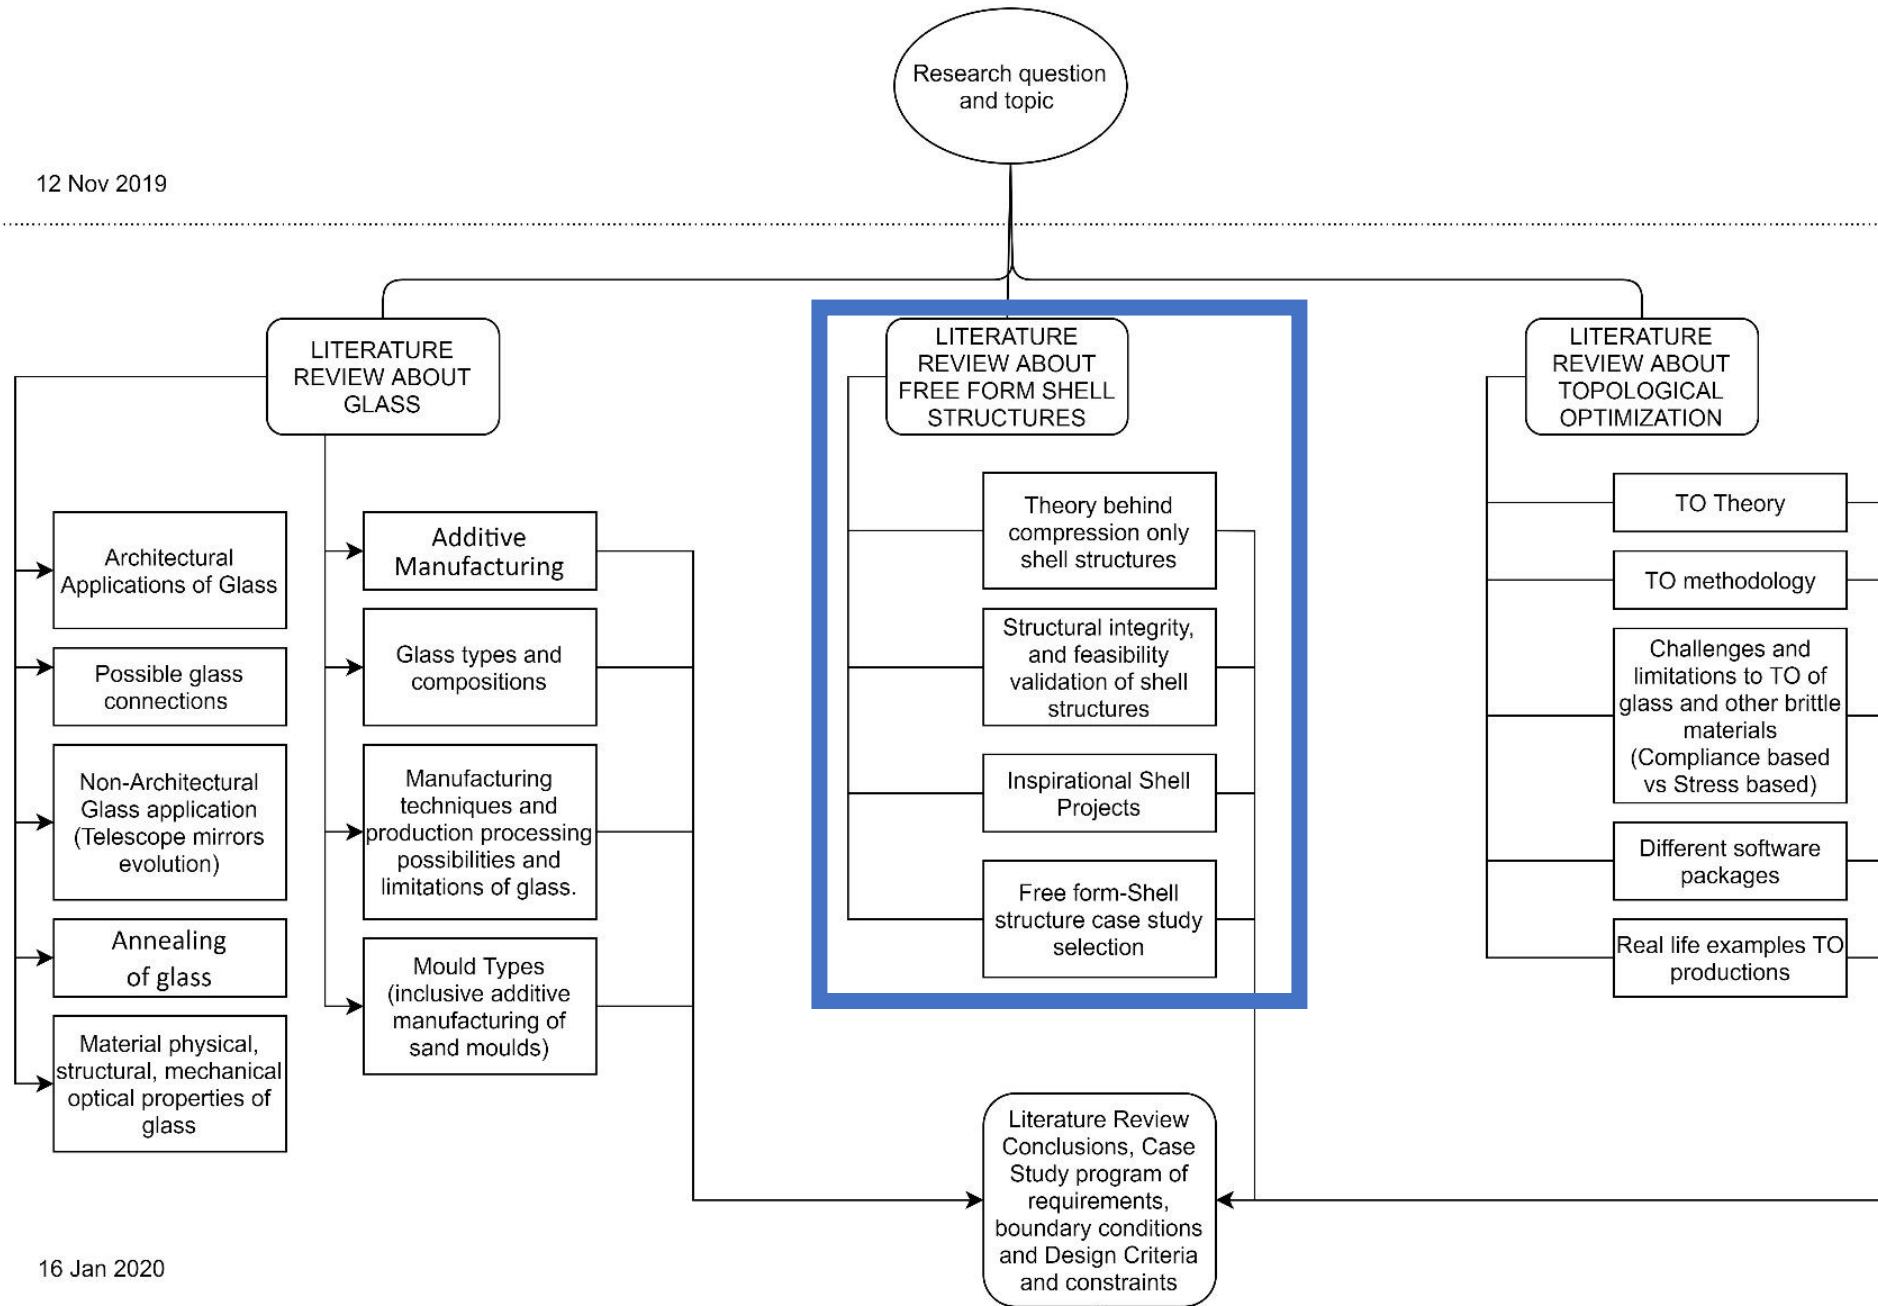 Research question
and topic
12 Nov 2019
LITERATURE
REVIEW ABOUT
GLASS
Architectural
Applications of Glass
Possible glass
connections
Non-Architectural
Glass application
(Telescope mirrors
evolution)
Annealing
of glass
Material physical,
structural, mechanical
optical properties of
glass
Additive
Manufacturing
Glass types and
compositions
Manufacturing
techniques and
production processing
possibilities and
limitations of glass.
Mould Types
(inclusive additive
manufacturing of
sand moulds)
LITERATURE
REVIEW ABOUT
FREE FORM SHELL
STRUCTURES
Theory behind
compression only
shell structures
Structural integrity,
and feasibility
validation of shell
structures
Inspirational Shell
Projects
Free form-Shell
structure case study
selection
LITERATURE
REVIEW ABOUT
TOPOLOGICAL
OPTIMIZATION
TO Theory
TO methodology
Challenges and
limitations to TO of
glass and other brittle
materials
(Compliance based
vs Stress based)
Different software
packages
Real life examples TO
productions
Literature Review
Conclusions, Case
Study program of
requirements,
boundary conditions
and Design Criteria
and constraints
16 Jan 2020